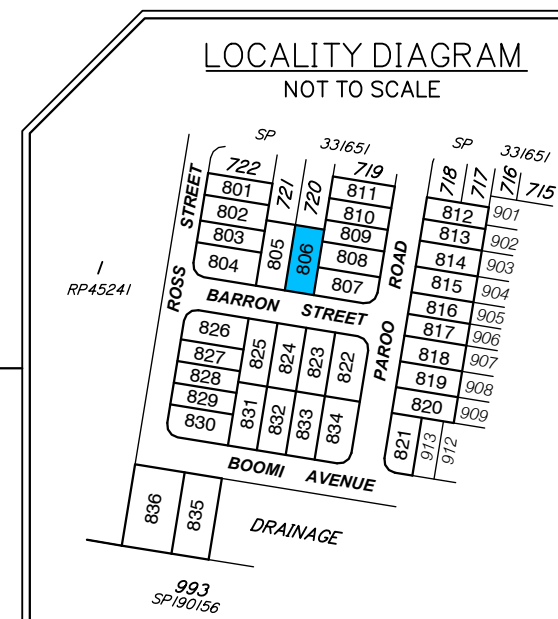 LOCALITY DIAGRAM
NOT TO SCALE
SP 331651 SP 331651
722 721 720 719 718 717 716 715
801 811
802 810 812 901
803 805 806 809 813 902
804 808 814 903
807 815 904
816 905
817 906
818 907
819 908
820 909
821 913 912
ROSS STREET
BARRON STREET
PAROO ROAD
1
RP45241
826 825 824 823 822
827
828
829 831 832 833 834
830
BOOMI AVENUE
836 835
DRAINAGE
993
SP190156